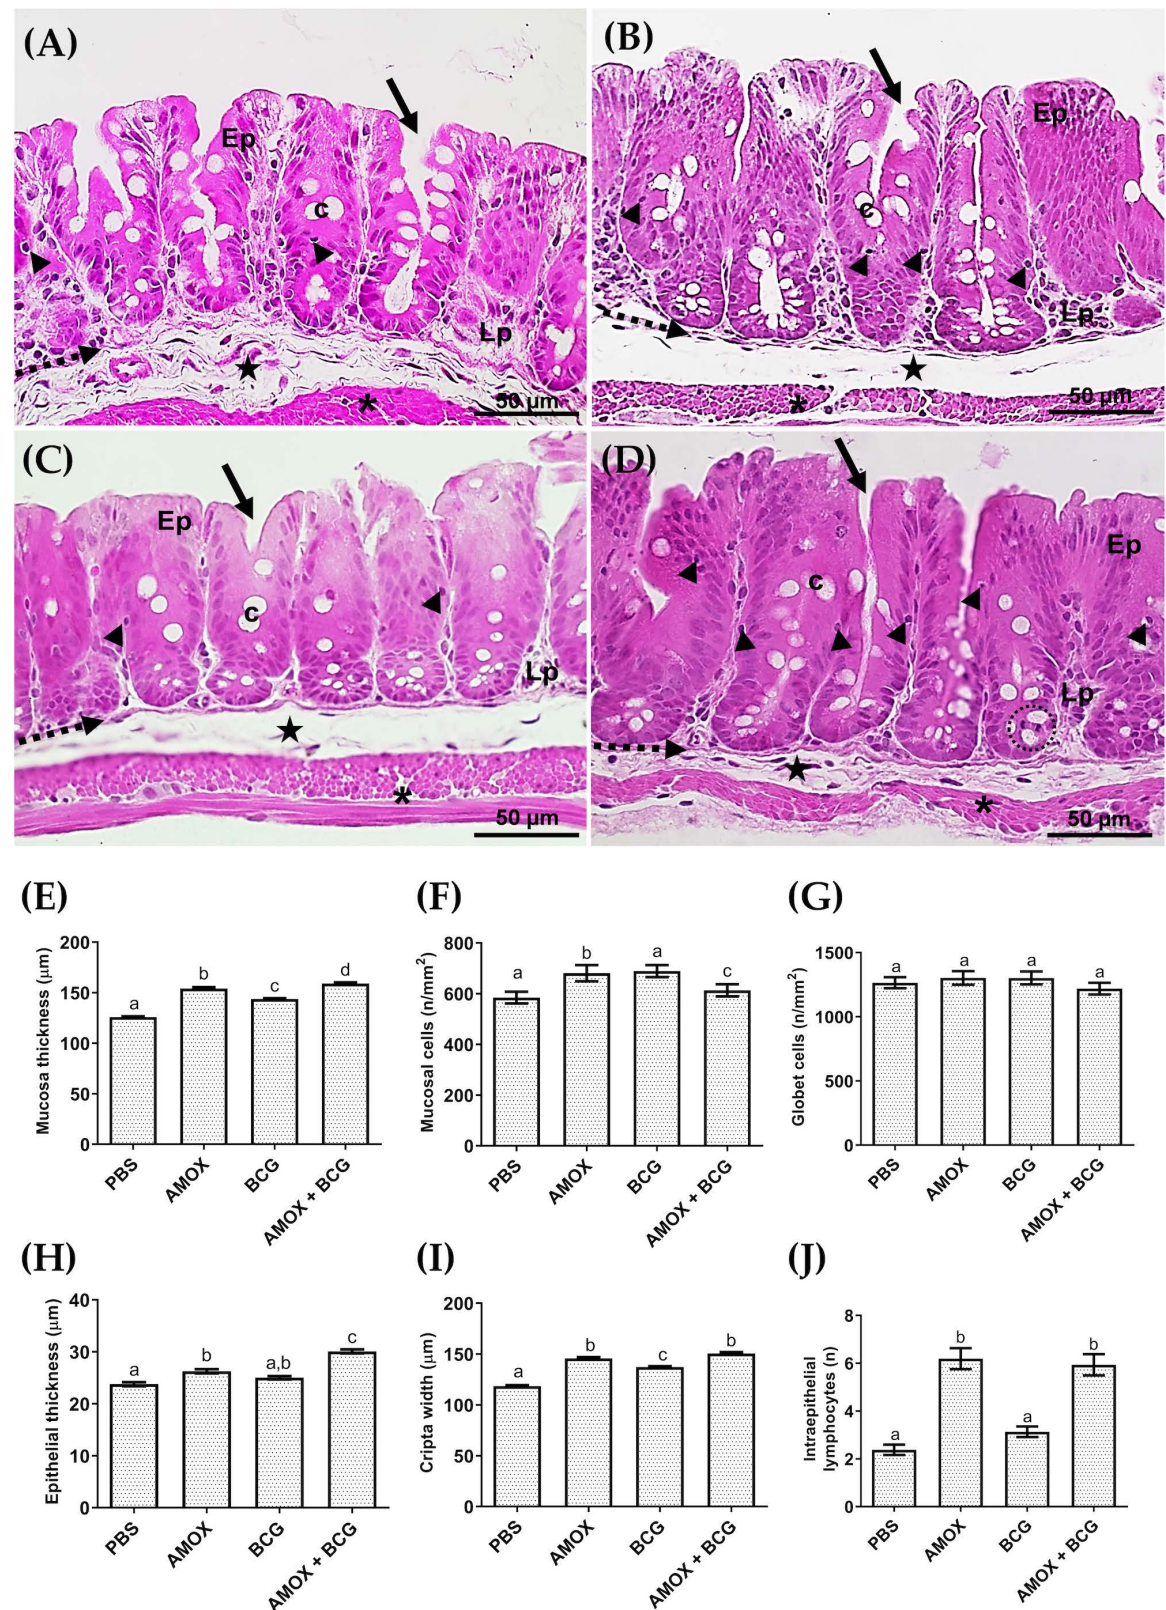 (A)
Ep
c
Lp
★
*
50 µm
(B)
Ep
c
Lp
★
*
50 µm
(C)
Ep
c
Lp
★
*
50 µm
(D)
Ep
c
Lp
★
*
50 µm
(E)
Mucosa thickness (µm)
200
150
100
50
0
a
b
c
d
PBS
AMOX
BCG
AMOX + BCG
(F)
Mucosal cells (n/mm²)
800
600
400
200
0
a
b
a
c
PBS
AMOX
BCG
AMOX + BCG
(G)
Globet cells (n/mm²)
1500
1000
500
0
a
a
a
a
PBS
AMOX
BCG
AMOX + BCG
(H)
Epithelial thickness (µm)
40
30
20
10
0
a
b
a,b
c
PBS
AMOX
BCG
AMOX + BCG
(I)
Cripta width (µm)
200
150
100
50
0
a
b
c
b
PBS
AMOX
BCG
AMOX + BCG
(J)
Intraepithelial
lymphocytes (n)
8
6
4
2
0
a
b
a
b
PBS
AMOX
BCG
AMOX + BCG